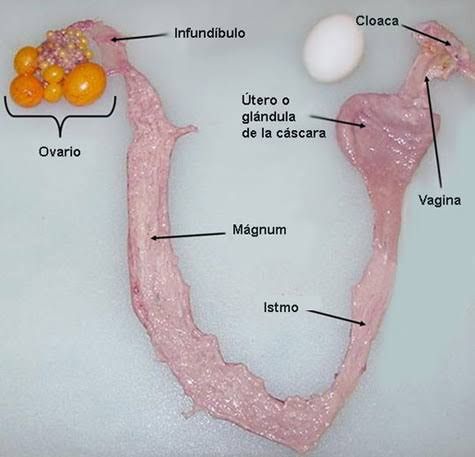 Infundíbulo
Cloaca
Útero o
glándula
de la cáscara
Ovario
Vagina
Mágnum
Istmo